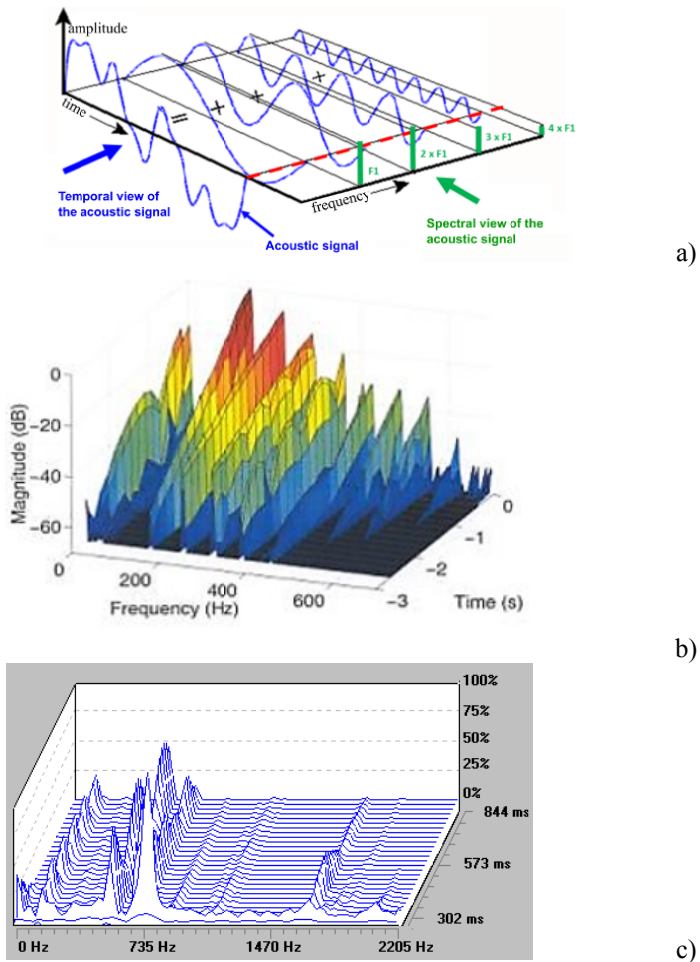 amplitude
time
=
+
+
+
F1
2 x F1
3 x F1
4 x F1
frequency
Temporal view of
the acoustic signal
Acoustic signal
Spectral view of the
acoustic signal
a)
0
−20
−40
−60
Magnitude (dB)
0
200
400
600
Frequency (Hz)
−3
−2
−1
0
Time (s)
b)
100%
75%
50%
25%
0%
844 ms
573 ms
302 ms
0 Hz
735 Hz
1470 Hz
2205 Hz
c)